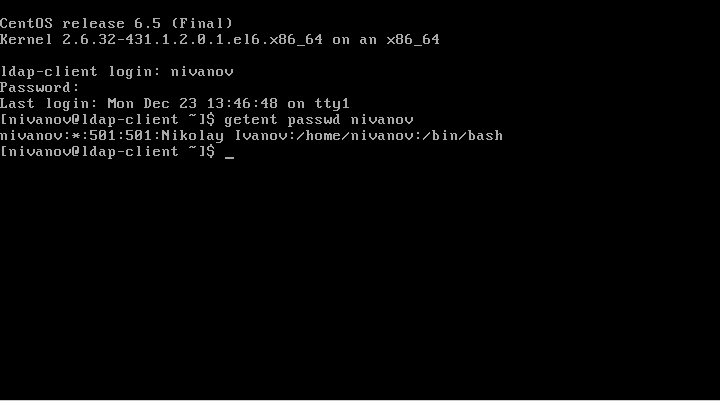 CentOS release 6.5 (Final)
Kernel 2.6.32-431.1.2.0.1.el6.x86_64 on an x86_64
ldap-client login: nivanov
Password:
Last login: Mon Dec 23 13:46:48 on tty1
[nivanov@ldap-client ~]$ getent passwd nivanov
nivanov:*:501:501:Nikolay Ivanov:/home/nivanov:/bin/bash
[nivanov@ldap-client ~]$ _